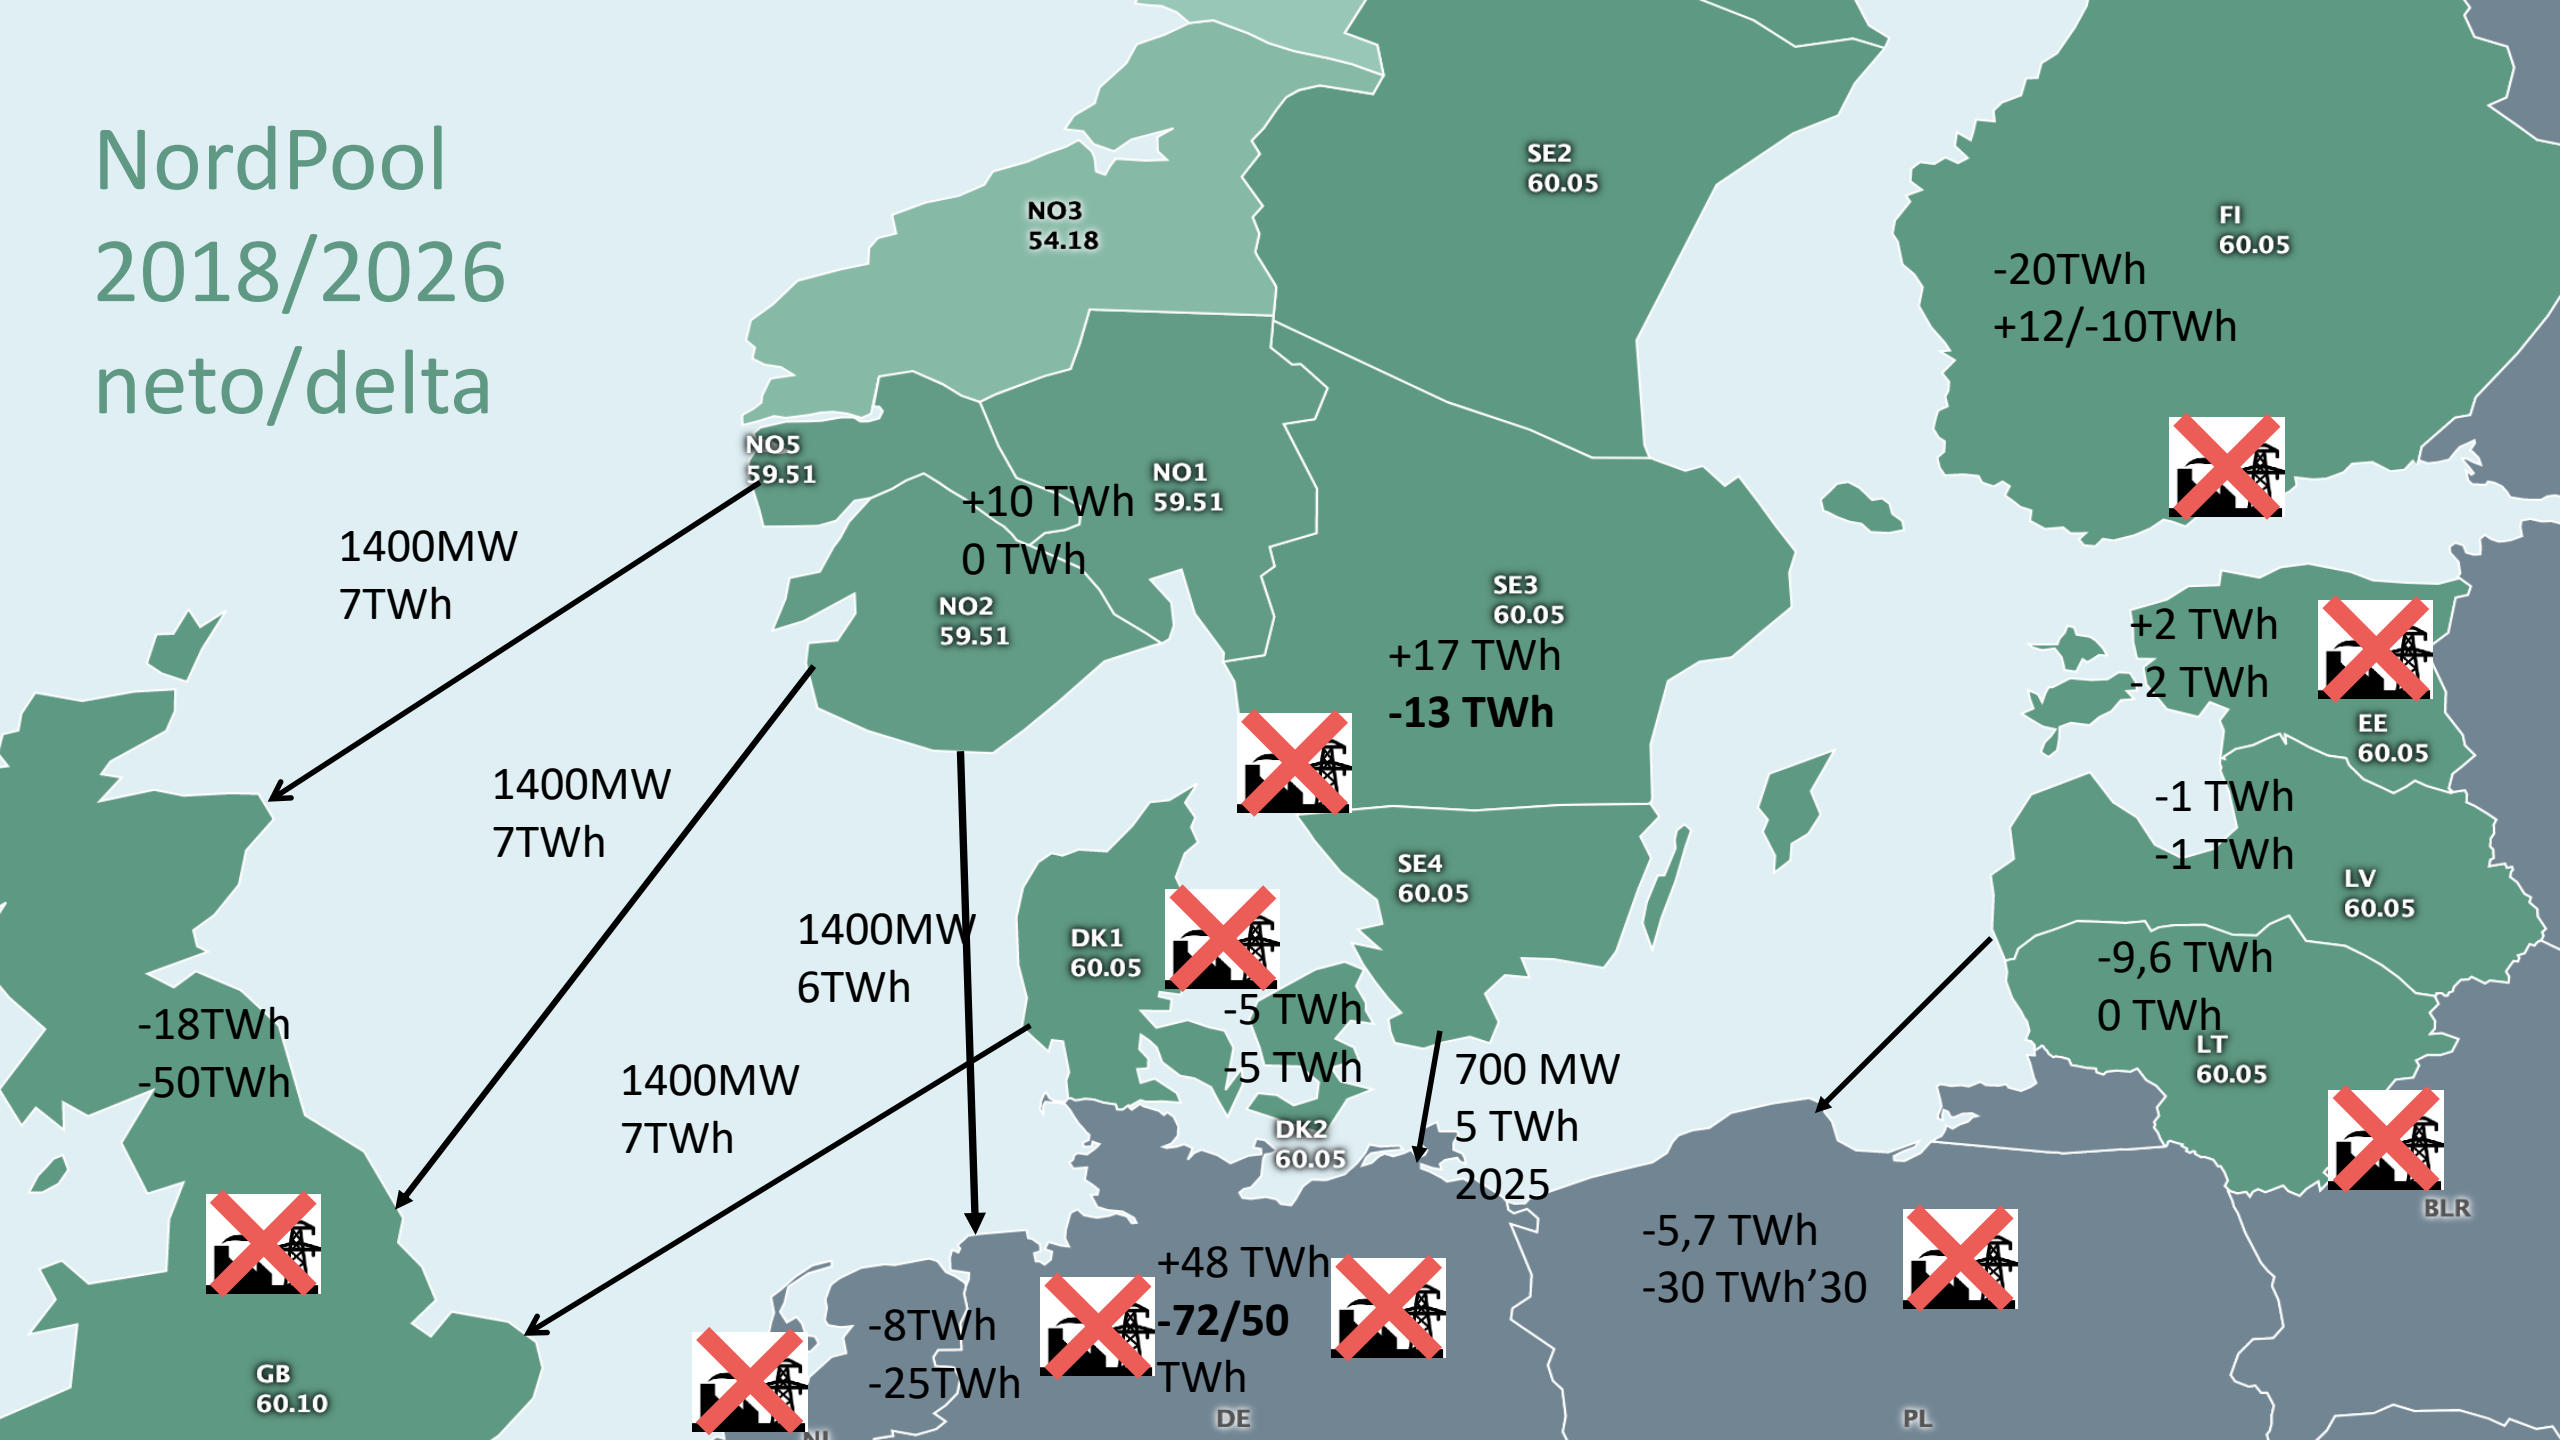 NordPool
2018/2026
neto/delta
SE2
60.05
NO3
54.18
FI
60.05
-20TWh
+12/-10TWh
NO5
59.51
NO1
59.51
+10 TWh
0 TWh
NO2
59.51
1400MW
7TWh
SE3
60.05
+17 TWh
-13 TWh
+2 TWh
-2 TWh
EE
60.05
1400MW
7TWh
-1 TWh
-1 TWh
LV
60.05
SE4
60.05
1400MW
6TWh
DK1
60.05
-9,6 TWh
0 TWh
LT
60.05
-18TWh
-50TWh
-5 TWh
-5 TWh
DK2
60.05
1400MW
7TWh
700 MW
5 TWh
2025
BLR
-5,7 TWh
-30 TWh’30
+48 TWh
-72/50
TWh
-8TWh
-25TWh
GB
60.10
DE
PL
NL